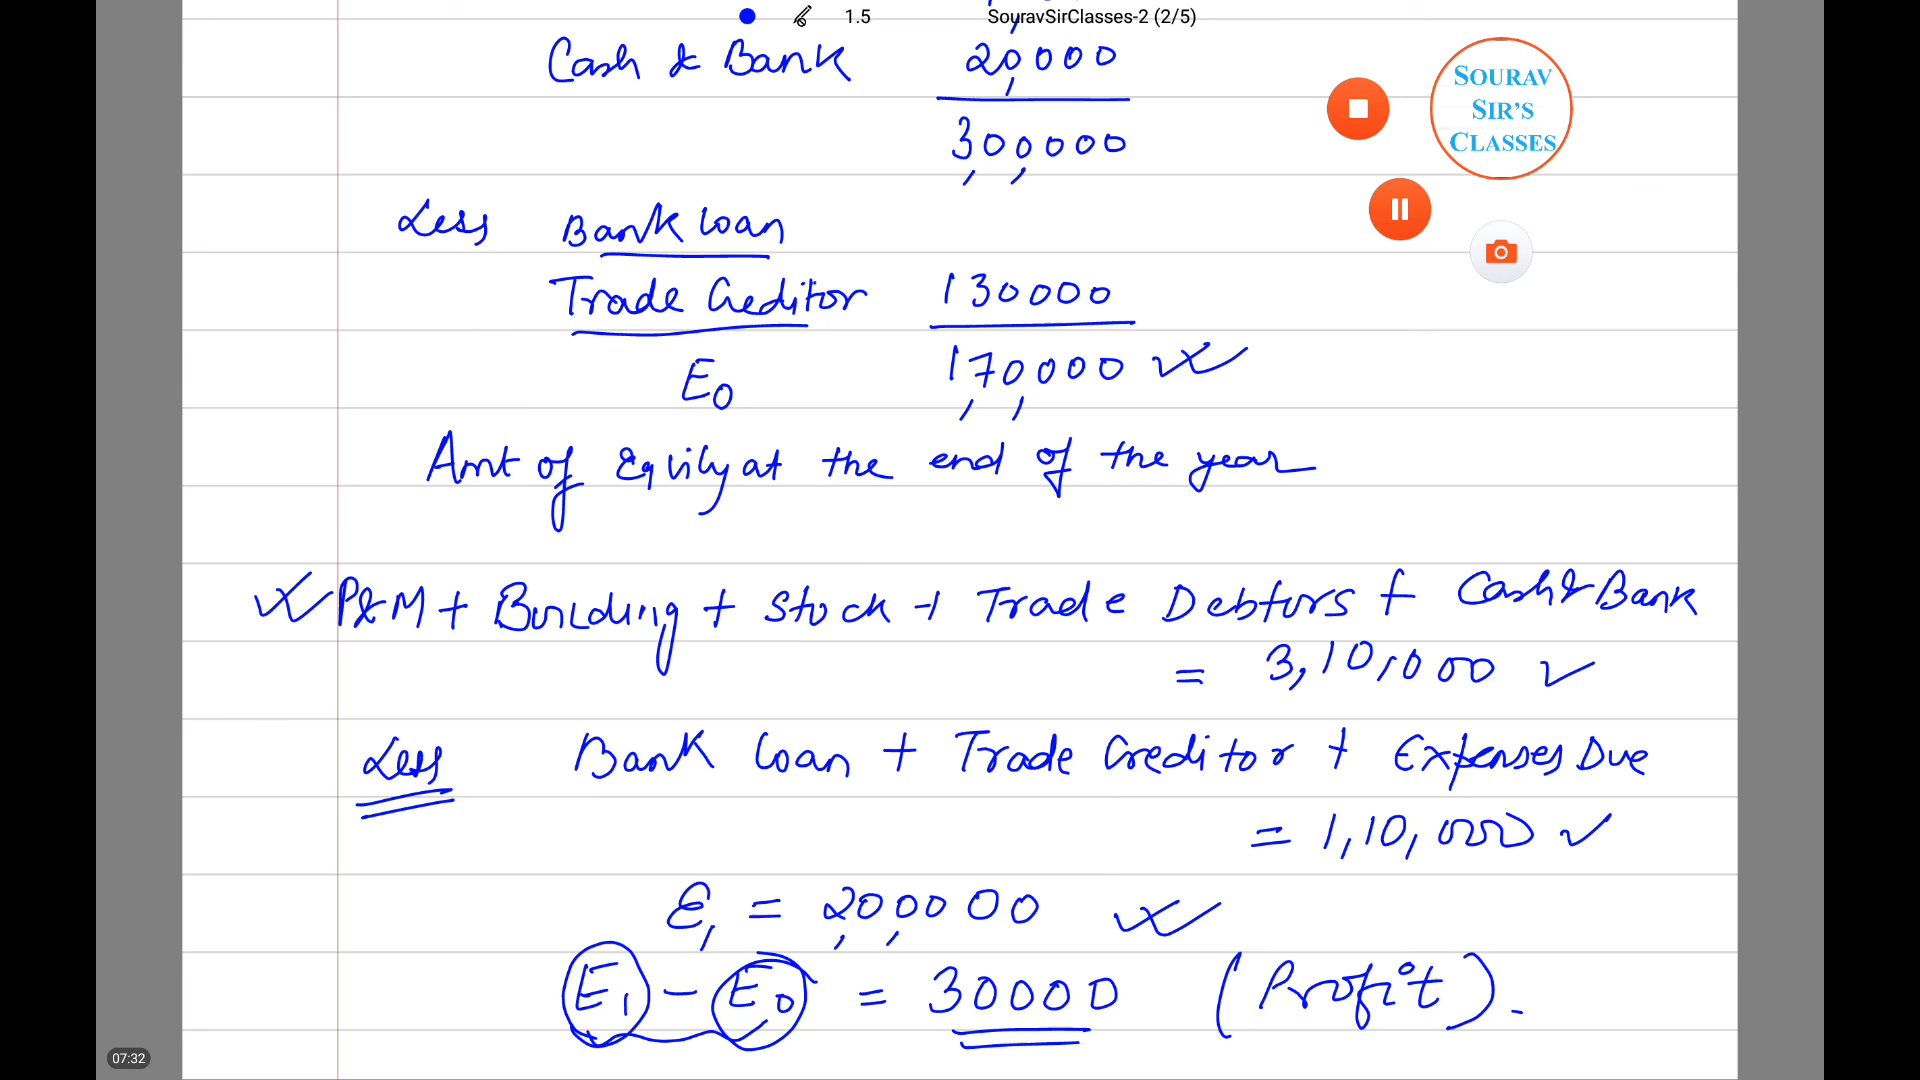 1.5 SouravSirClasses-2 (2/5)
Cash & Bank 20,000
3,00,000
SOURAV
SIR'S
CLASSES
Less Bank Loan
Trade Creditor 130000
E0 1,70,000
Amt of Equity at the end of the year
P&M + Building + Stock + Trade Debtors + Cash & Bank
= 3,10,000
Less Bank Loan + Trade Creditor + Expenses Due
= 1,10,000
E1 = 2,00,000
E1 - E0 = 30000 (Profit).
07:32